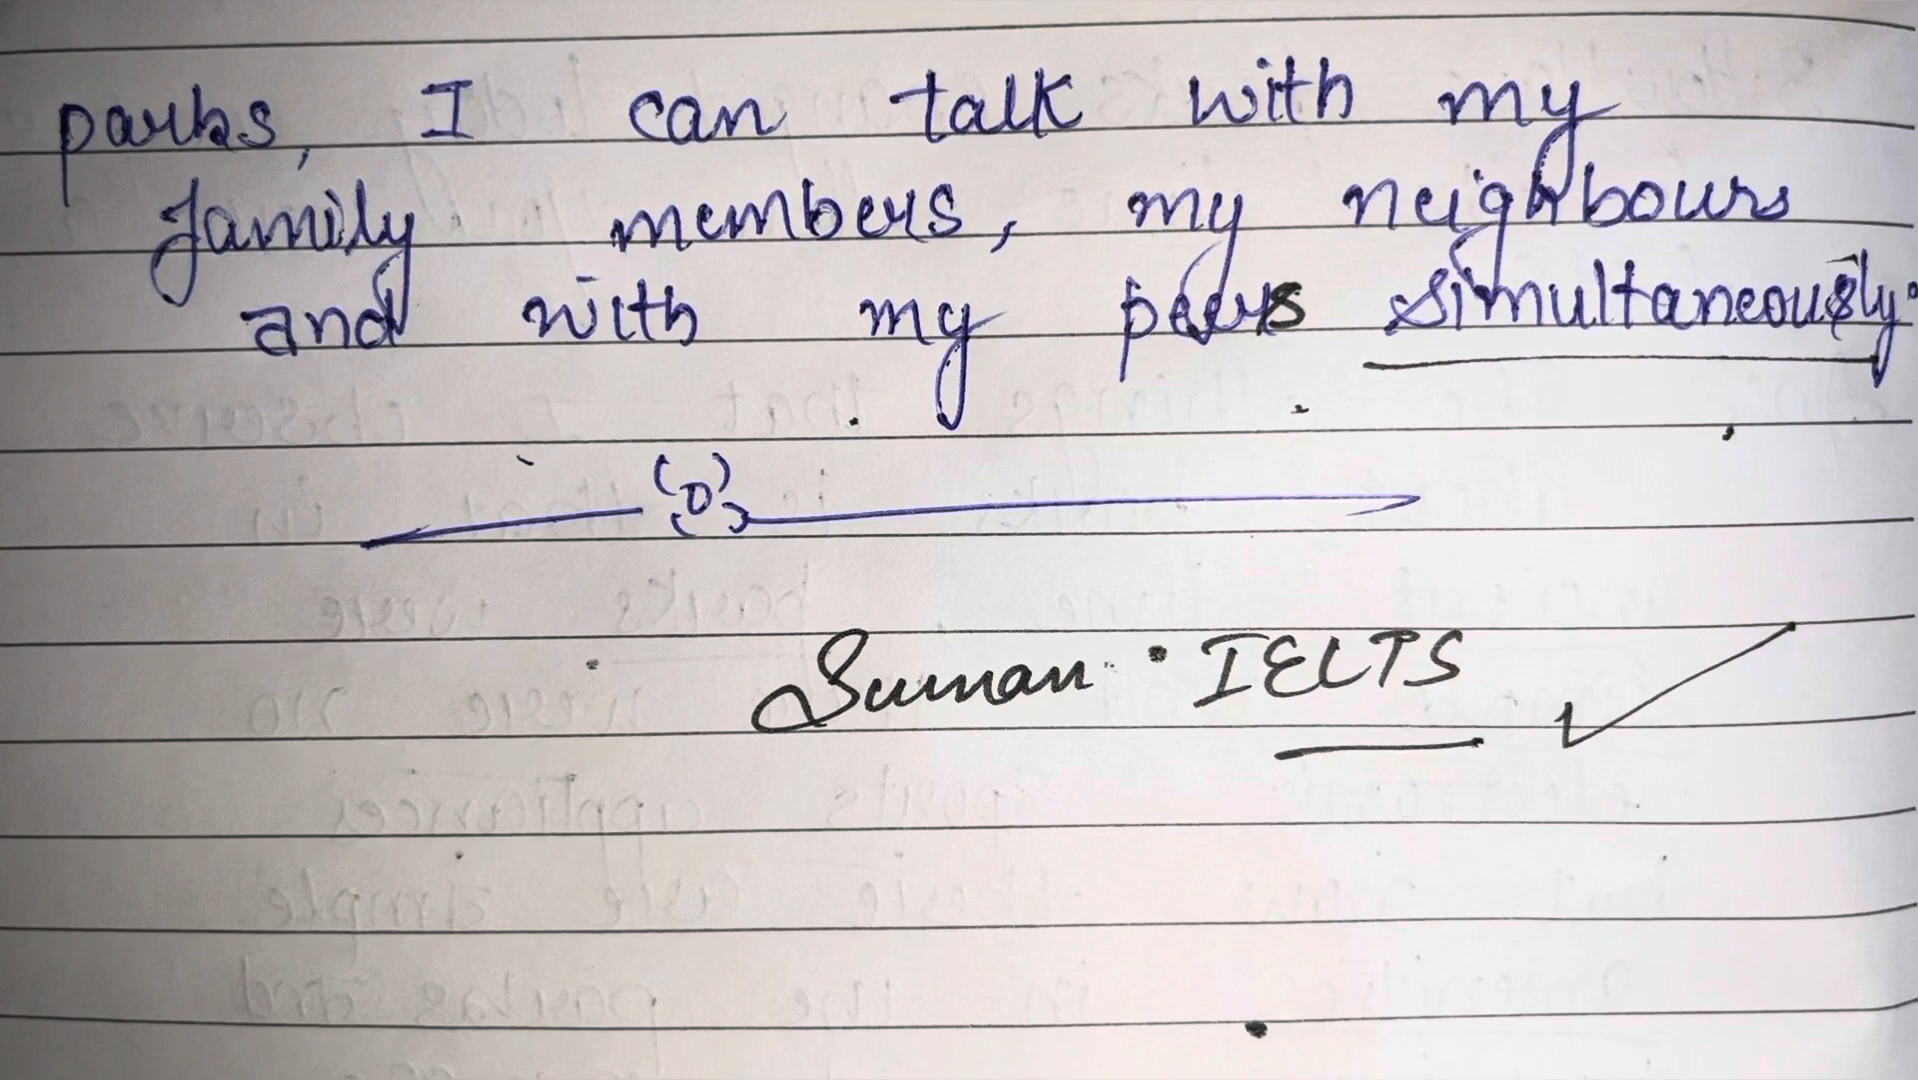 parks, I can talk with my
family members, my neighbours
and with my peers simultaneously.
Suman. IELTS